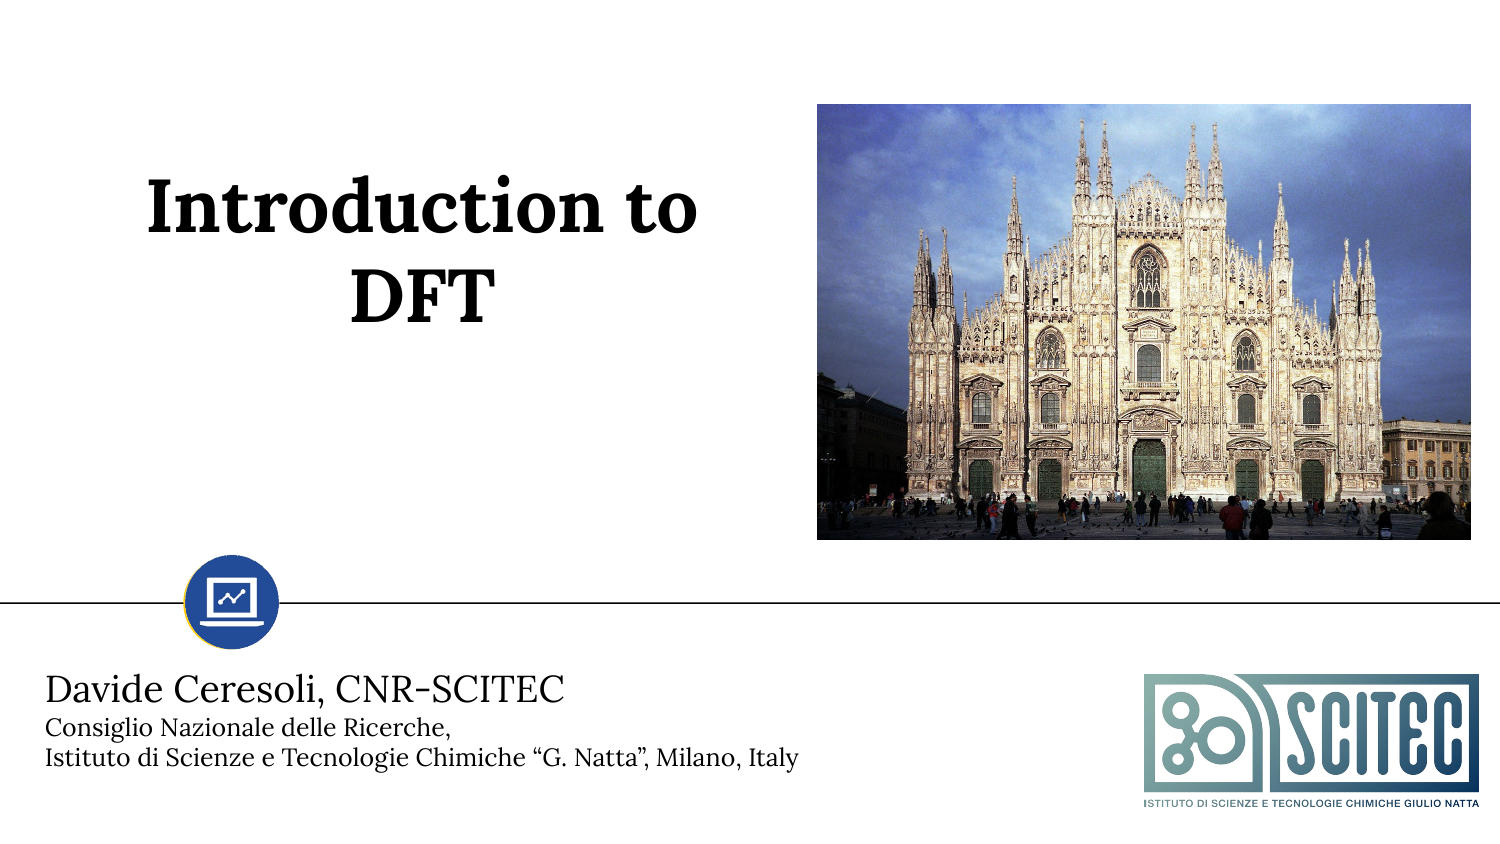 Introduction to
DFT
Davide Ceresoli, CNR-SCITEC
Consiglio Nazionale delle Ricerche,
Istituto di Scienze e Tecnologie Chimiche “G. Natta”, Milano, Italy
SCITEC
ISTITUTO DI SCIENZE E TECNOLOGIE CHIMICHE GIULIO NATTA